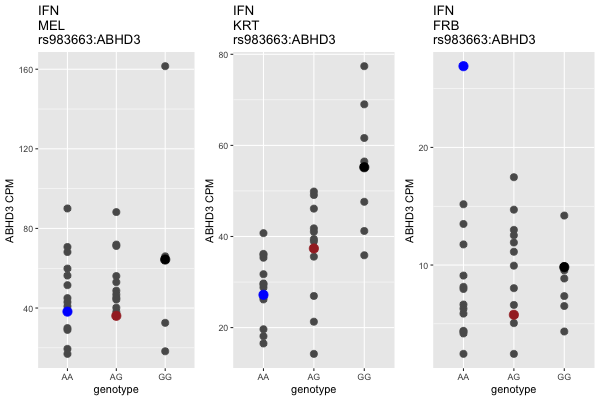 IFN
MEL
rs983663:ABHD3
160
120
80
40
ABHD3 CPM
AA
AG
GG
genotype
IFN
KRT
rs983663:ABHD3
80
60
40
20
ABHD3 CPM
AA
AG
GG
genotype
IFN
FRB
rs983663:ABHD3
20
10
ABHD3 CPM
AA
AG
GG
genotype